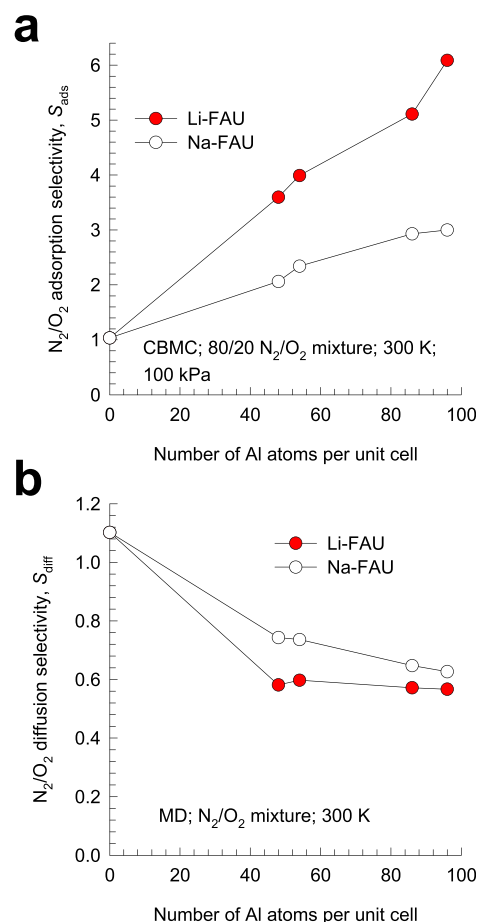 a
6
5
4
3
2
1
0
N2/O2 adsorption selectivity, Sads
Li-FAU
Na-FAU
CBMC; 80/20 N2/O2 mixture; 300 K;
100 kPa
0 20 40 60 80 100
Number of Al atoms per unit cell
b
1.2
1.0
0.8
0.6
0.4
0.2
0.0
N2/O2 diffusion selectivity, Sdiff
Li-FAU
Na-FAU
MD; N2/O2 mixture; 300 K
0 20 40 60 80 100
Number of Al atoms per unit cell